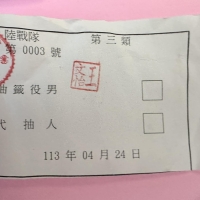 陸戰隊 第三類
第 0003 號
抽籤役男
代抽人
113 年 04 月 24 日